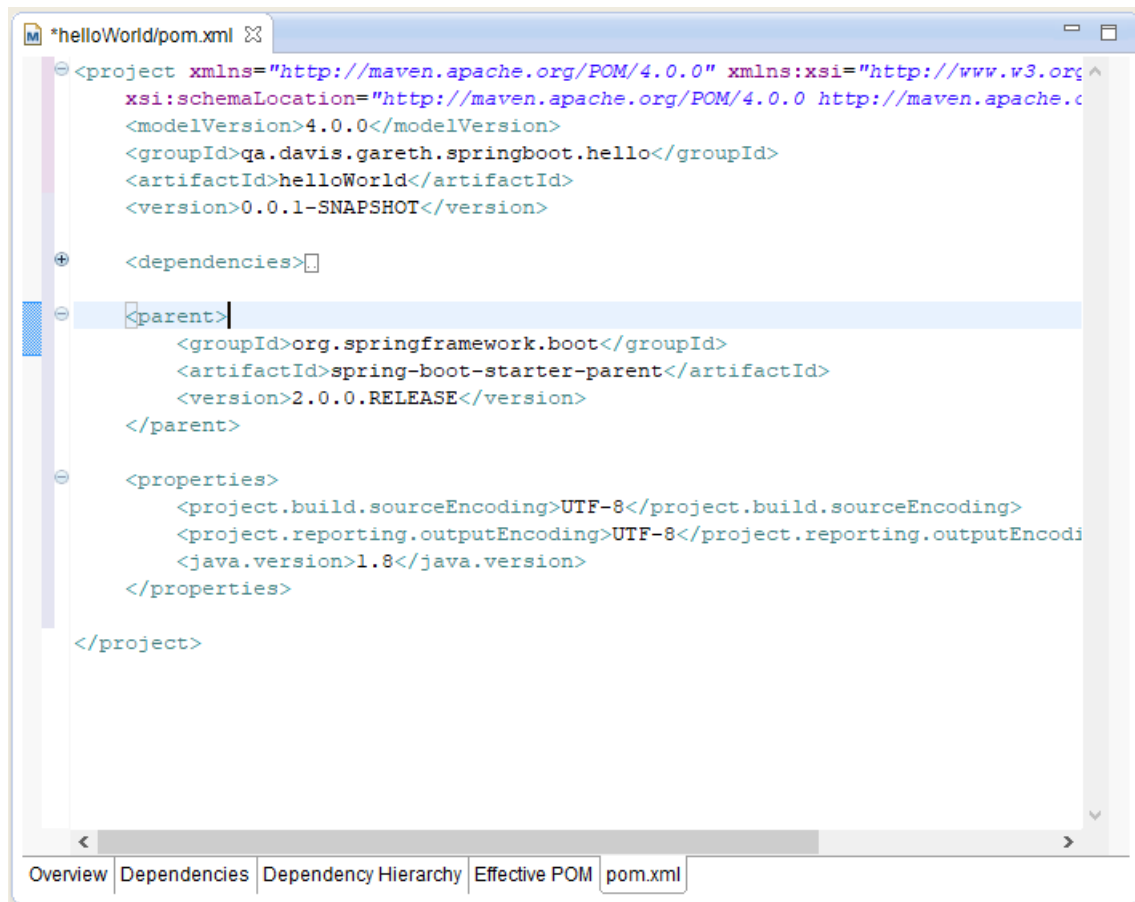 *helloWorld/pom.xml
<project xmlns="http://maven.apache.org/POM/4.0.0" xmlns:xsi="http://www.w3.org
xsi:schemaLocation="http://maven.apache.org/POM/4.0.0 http://maven.apache.o
<modelVersion>4.0.0</modelVersion>
<groupId>qa.davis.gareth.springboot.hello</groupId>
<artifactId>helloWorld</artifactId>
<version>0.0.1-SNAPSHOT</version>
<dependencies>..
<parent>
<groupId>org.springframework.boot</groupId>
<artifactId>spring-boot-starter-parent</artifactId>
<version>2.0.0.RELEASE</version>
</parent>
<properties>
<project.build.sourceEncoding>UTF-8</project.build.sourceEncoding>
<project.reporting.outputEncoding>UTF-8</project.reporting.outputEncodi
<java.version>1.8</java.version>
</properties>
</project>
Overview Dependencies Dependency Hierarchy Effective POM pom.xml